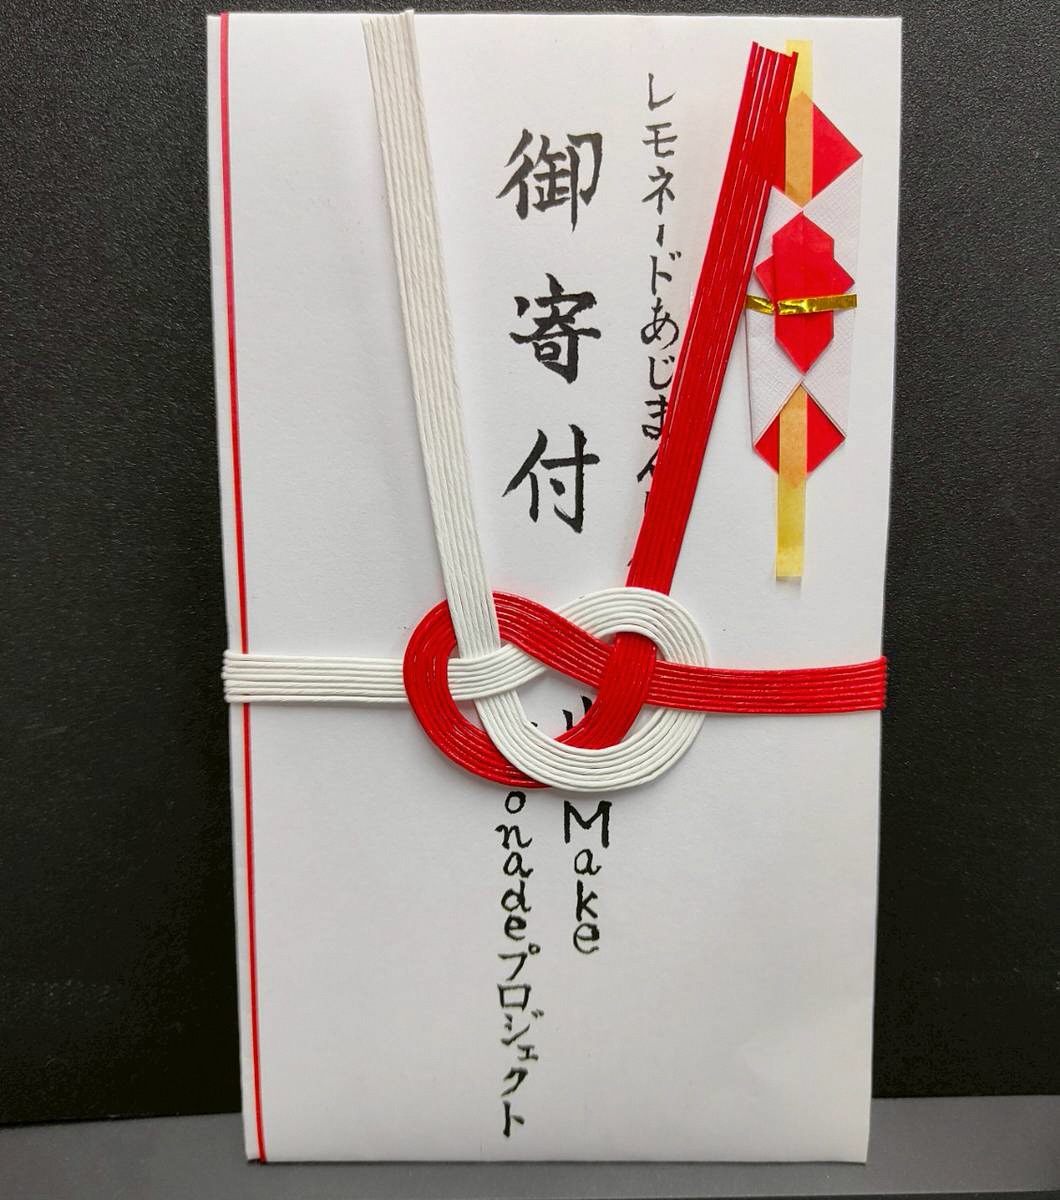 レモネードあじま
御寄付
Make
onadeプロジェクト